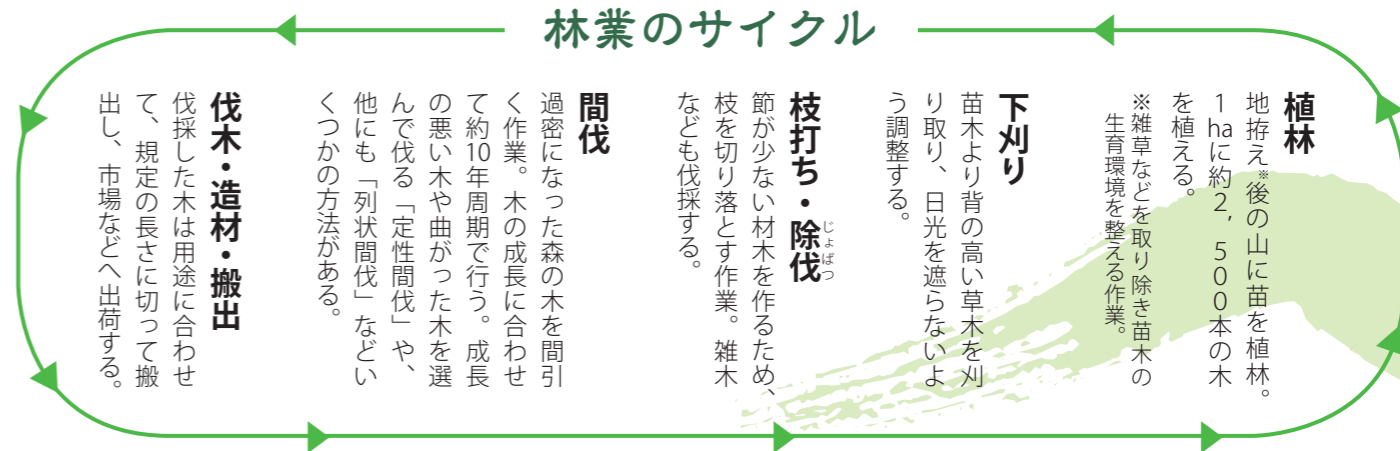 林業のサイクル
植林
地拵え※後の山に苗を植林。
1haに約2,500本の木
を植える。
※雑草などを取り除き苗木の
生育環境を整える作業。
下刈り
苗木より背の高い草木を刈
り取り、日光を遮らないよ
う調整する。
枝打ち・除伐
じょばつ
節が少ない材木を作るため、
枝を切り落とす作業。雑木
なども伐採する。
間伐
過密になった森の木を間引
く作業。木の成長に合わせ
て約10年周期で行う。成長
の悪い木や曲がった木を選
んで伐る「定性間伐」や、
他にも「列状間伐」などい
くつかの方法がある。
伐木・造材・搬出
伐採した木は用途に合わせ
て、規定の長さに切って搬
出し、市場などへ出荷する。